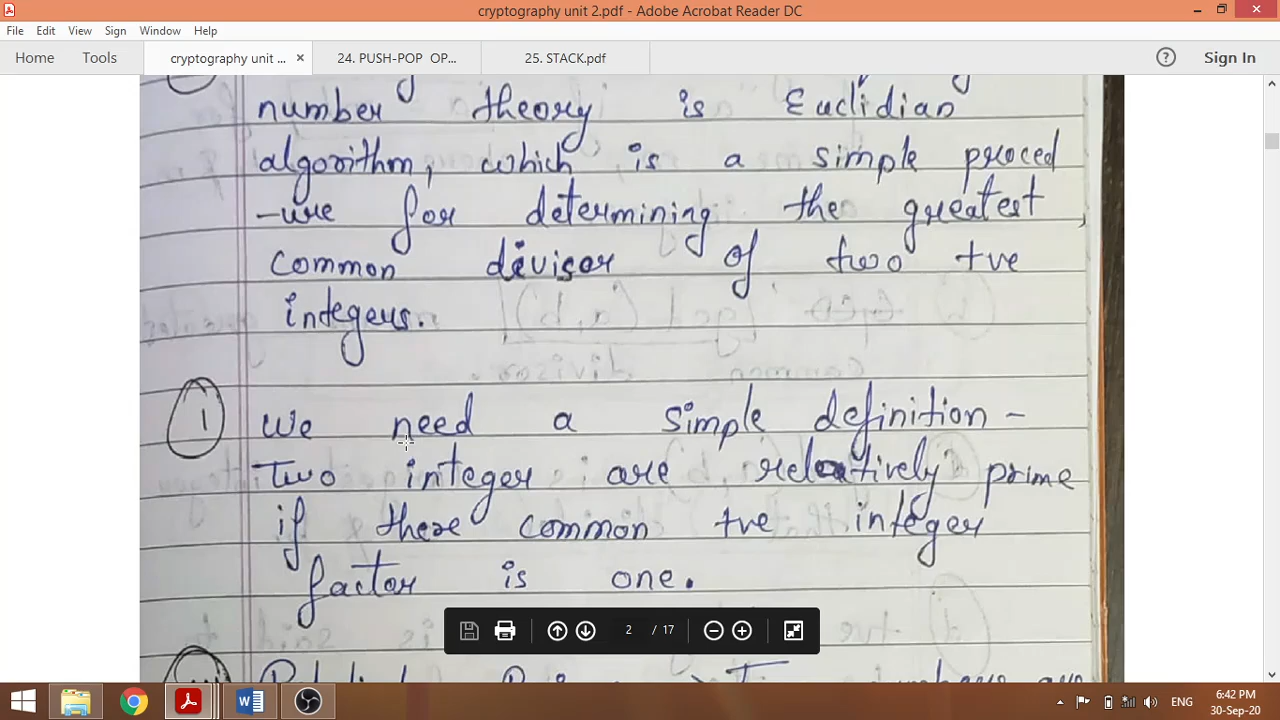 cryptography unit 2.pdf - Adobe Acrobat Reader DC
File Edit View Sign Window Help
Home Tools cryptography unit ... × 24. PUSH-POP OP... 25. STACK.pdf ? Sign In
number theory is Euclidian
algorithm, which is a simple proced
-ure for determining the greatest
common devisor of two +ve
integers.
1 We need a simple definition -
Two integer are relatively prime
if there common +ve integer
factor is one.
2 / 17
ENG 6:42 PM
30-Sep-20